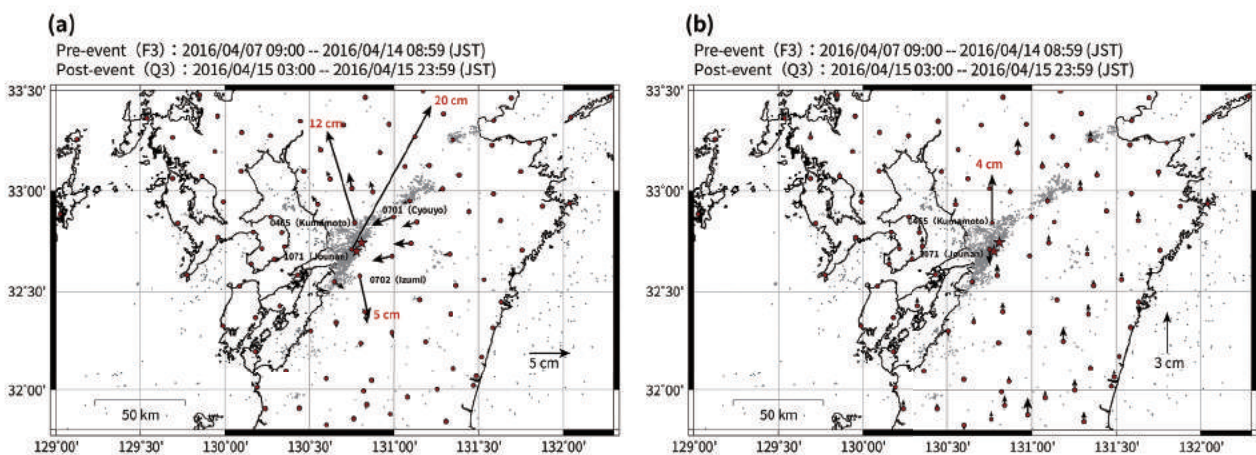 (a)
Pre-event (F3) : 2016/04/07 09:00 -- 2016/04/14 08:59 (JST)
Post-event (Q3) : 2016/04/15 03:00 -- 2016/04/15 23:59 (JST)
33°30'
20 cm
12 cm
33°00'
0701 (Cyouyo)
0465 (Kumamoto)
1071 (Jounan)
0702 (Izumi)
32°30'
5 cm
5 cm
32°00'
50 km
129°00' 129°30' 130°00' 130°30' 131°00' 131°30' 132°00'
(b)
Pre-event (F3) : 2016/04/07 09:00 -- 2016/04/14 08:59 (JST)
Post-event (Q3) : 2016/04/15 03:00 -- 2016/04/15 23:59 (JST)
33°30'
4 cm
33°00'
0465 (Kumamoto)
1071 (Jounan)
32°30'
3 cm
32°00'
50 km
129°00' 129°30' 130°00' 130°30' 131°00' 131°30' 132°00'